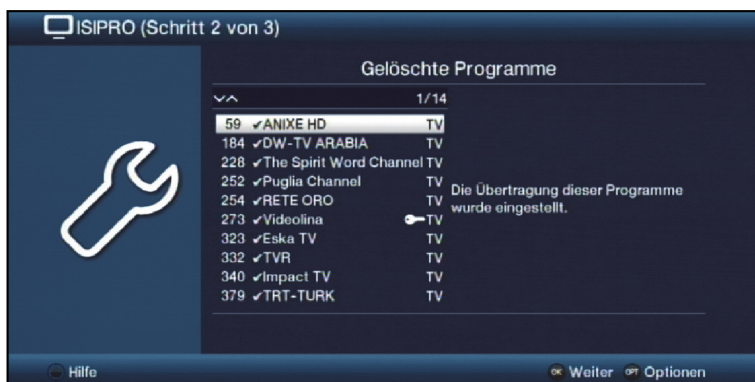 ISIPRO (Schritt 2 von 3)
Gelöschte Programme
1/14
59 ✔ANIXE HD TV
184 ✔DW-TV ARABIA TV
228 ✔The Spirit Word Channel TV
252 ✔Puglia Channel TV
254 ✔RETE ORO TV
273 ✔Videolina TV
323 ✔Eska TV TV
332 ✔TVR TV
340 ✔Impact TV TV
379 ✔TRT-TURK TV
Die Übertragung dieser Programme
wurde eingestellt.
Hilfe
OK Weiter OPT Optionen